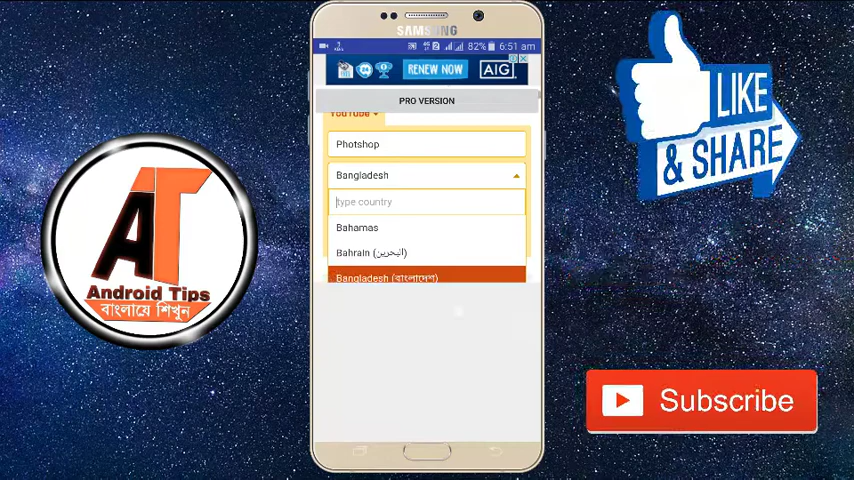 SAMSUNG
82% 6:51 am
RENEW NOW
AIG
PRO VERSION
YouTube
Photshop
Bangladesh
type country
Bahamas
Bahrain (البحرين)
Bangladesh (বাংলাদেশ)
AT
Android Tips
বাংলাযে শিখুন
LIKE
& SHARE
Subscribe